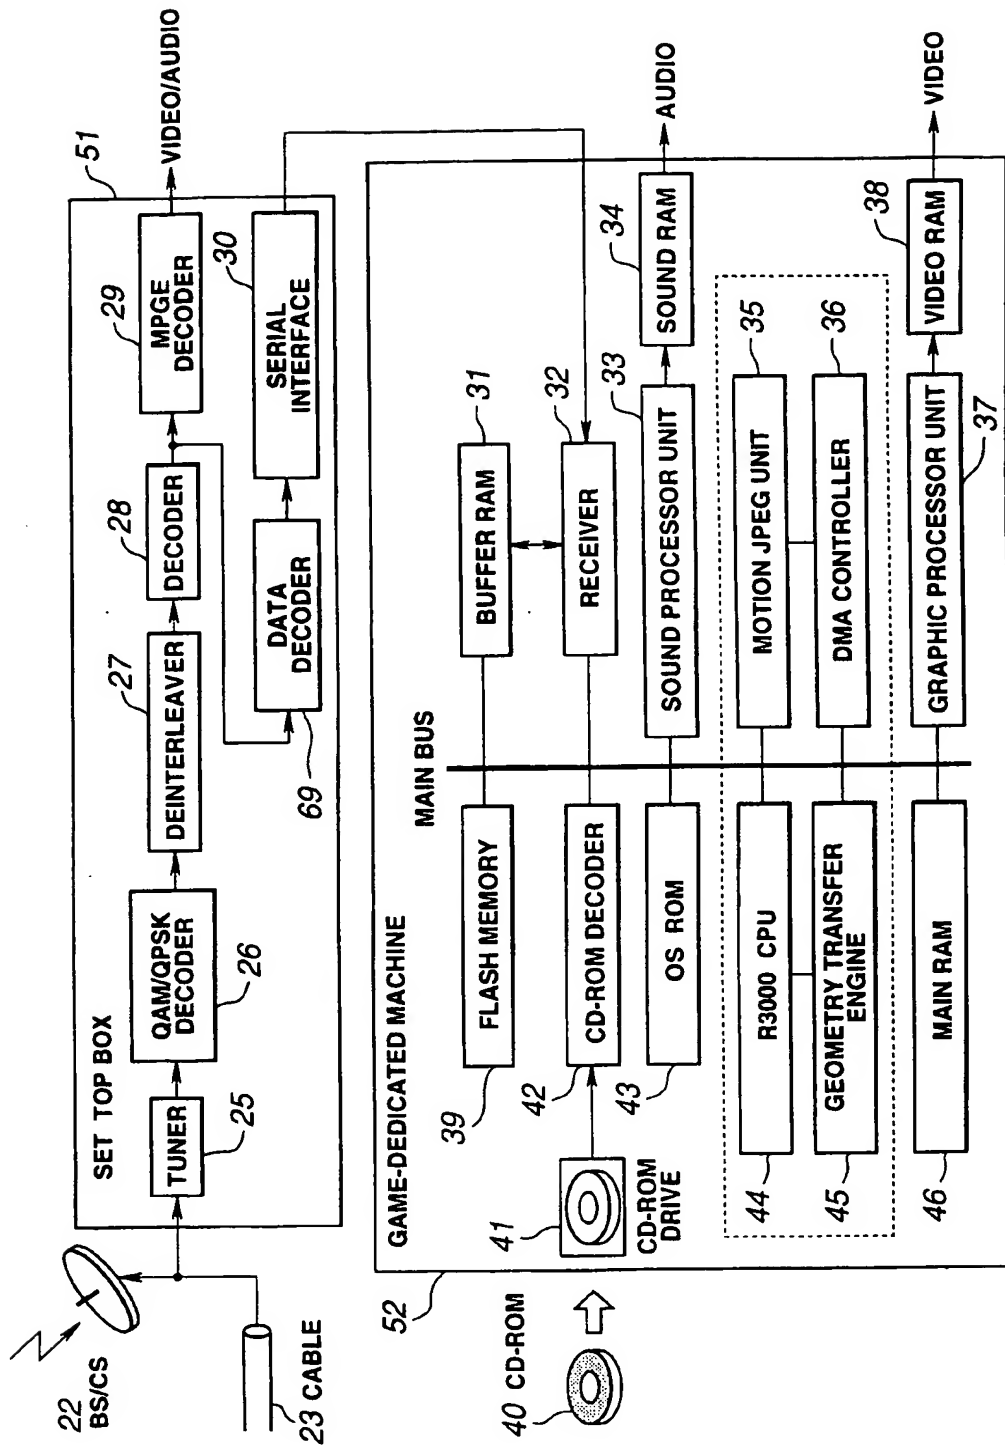 22
BS/CS
23 CABLE
SET TOP BOX
51
TUNER
25
QAM/QPSK
DECODER
26
DEINTERLEAVER
27
DECODER
28
MPGE
DECODER
29
VIDEO/AUDIO
DATA
DECODER
69
SERIAL
INTERFACE
30
40 CD-ROM
52
GAME-DEDICATED MACHINE
MAIN BUS
41
CD-ROM
DRIVE
FLASH MEMORY
39
CD-ROM DECODER
42
OS ROM
43
R3000 CPU
44
GEOMETRY TRANSFER
ENGINE
45
MAIN RAM
46
BUFFER RAM
31
RECEIVER
32
SOUND PROCESSOR UNIT
33
SOUND RAM
34
AUDIO
MOTION JPEG UNIT
35
DMA CONTROLLER
36
GRAPHIC PROCESSOR UNIT
37
VIDEO RAM
38
VIDEO